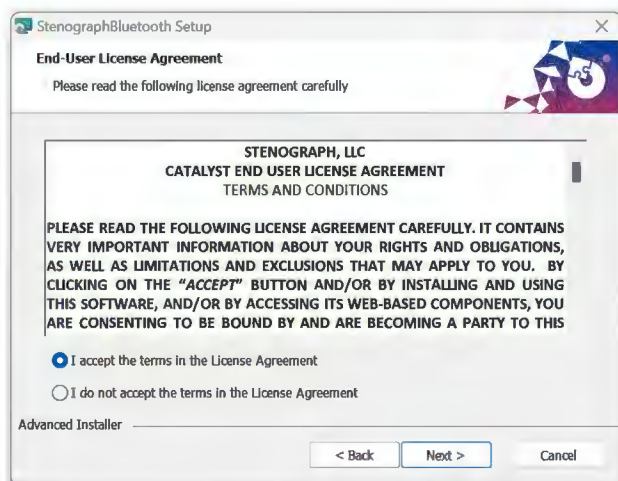 StenographBluetooth Setup
End-User License Agreement
Please read the following license agreement carefully
STENOGRAPH, LLC
CATALYST END USER LICENSE AGREEMENT
TERMS AND CONDITIONS
PLEASE READ THE FOLLOWING LICENSE AGREEMENT CAREFULLY. IT CONTAINS
VERY IMPORTANT INFORMATION ABOUT YOUR RIGHTS AND OBLIGATIONS,
AS WELL AS LIMITATIONS AND EXCLUSIONS THAT MAY APPLY TO YOU. BY
CLICKING ON THE "ACCEPT" BUTTON AND/OR BY INSTALLING AND USING
THIS SOFTWARE, AND/OR BY ACCESSING ITS WEB-BASED COMPONENTS, YOU
ARE CONSENTING TO BE BOUND BY AND ARE BECOMING A PARTY TO THIS
I accept the terms in the License Agreement
I do not accept the terms in the License Agreement
Advanced Installer
< Back Next > Cancel